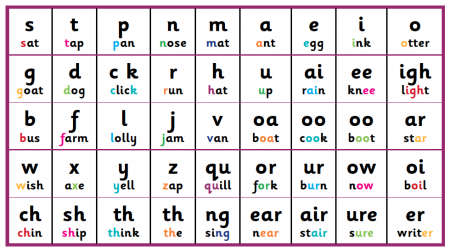 s t p n m a e i o
sat tap pan nose mat ant egg ink otter
g d c k r h u ai ee igh
goat dog click run hat up rain knee light
b f l j v oa oo oo ar
bus farm lolly jam van boat cook boot star
w x y z qu or ur ow oi
wish axe yell zap quill fork burn now boil
ch sh th th ng ear air ure er
chin ship think the sing near stair sure writer